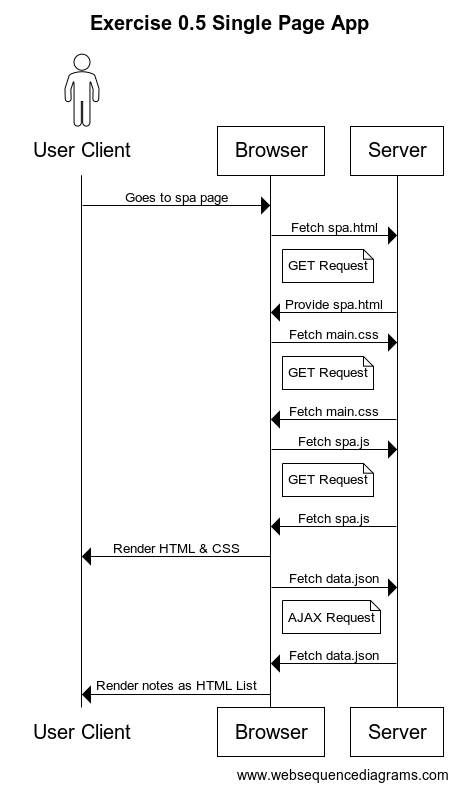 Exercise 0.5 Single Page App
User Client
Browser
Server
Goes to spa page
Fetch spa.html
GET Request
Provide spa.html
Fetch main.css
GET Request
Fetch main.css
Fetch spa.js
GET Request
Fetch spa.js
Render HTML & CSS
Fetch data.json
AJAX Request
Fetch data.json
Render notes as HTML List
User Client
Browser
Server
www.websequencediagrams.com